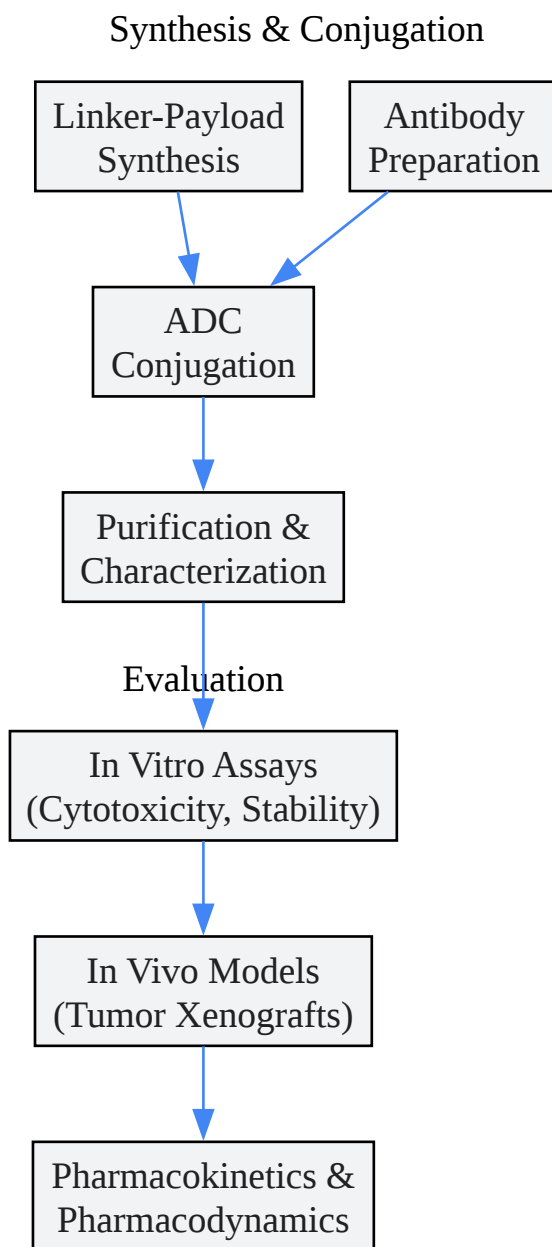 Synthesis & Conjugation
Linker-Payload
Synthesis
Antibody
Preparation
ADC
Conjugation
Purification &
Characterization
Evaluation
In Vitro Assays
(Cytotoxicity, Stability)
In Vivo Models
(Tumor Xenografts)
Pharmacokinetics &
Pharmacodynamics